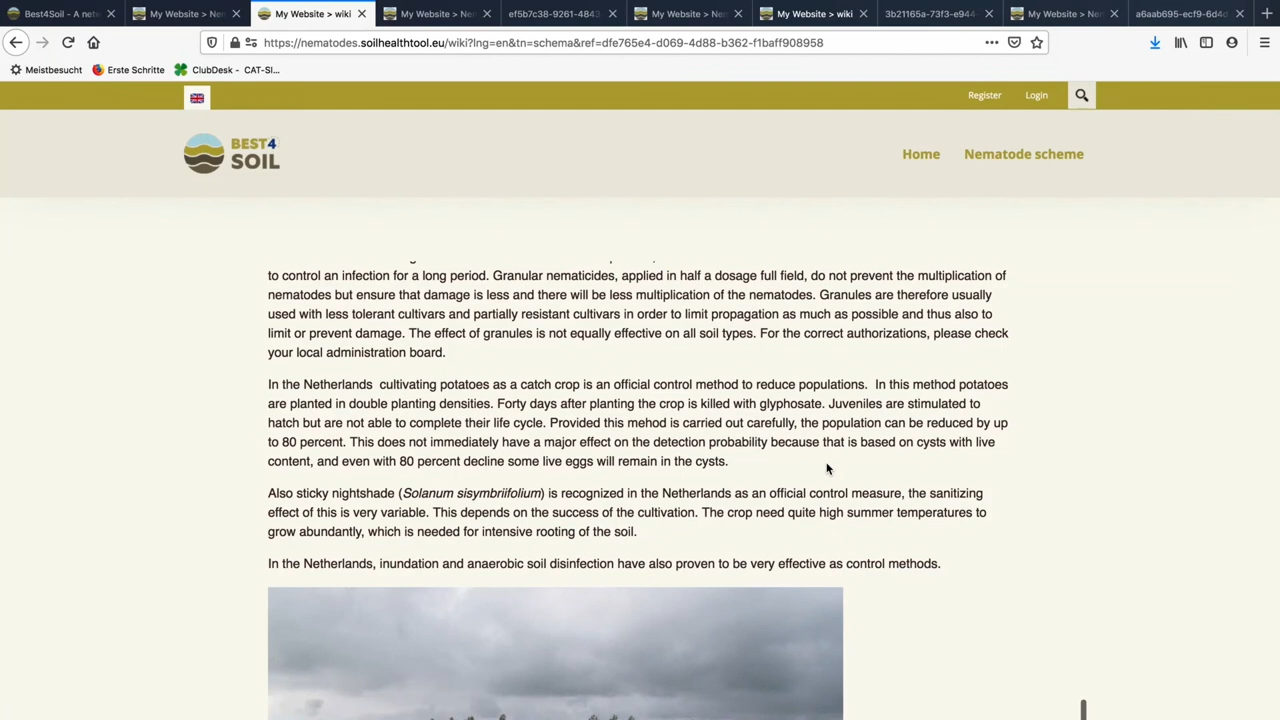 Best4Soil - A net
My Website > Nem
My Website > wiki
My Website > Nem
ef5b7c38-9261-4843
My Website > Nem
My Website > wiki
3b21165a-73f3-e944
My Website > Nem
a6aab695-ecf9-6d4d
https://nematodes.soilhealthtool.eu/wiki?lng=en&tn=schema&ref=dfe765e4-d069-4d88-b362-f1baff908958
Meistbesucht
Erste Schritte
ClubDesk - CAT-SI...
Register
Login
BEST4
SOIL
Home
Nematode scheme
to control an infection for a long period. Granular nematicides, applied in half a dosage full field, do not prevent the multiplication of
nematodes but ensure that damage is less and there will be less multiplication of the nematodes. Granules are therefore usually
used with less tolerant cultivars and partially resistant cultivars in order to limit propagation as much as possible and thus also to
limit or prevent damage. The effect of granules is not equally effective on all soil types. For the correct authorizations, please check
your local administration board.
In the Netherlands  cultivating potatoes as a catch crop is an official control method to reduce populations.  In this method potatoes
are planted in double planting densities. Forty days after planting the crop is killed with glyphosate. Juveniles are stimulated to
hatch but are not able to complete their life cycle. Provided this mehod is carried out carefully, the population can be reduced by up
to 80 percent. This does not immediately have a major effect on the detection probability because that is based on cysts with live
content, and even with 80 percent decline some live eggs will remain in the cysts.
Also sticky nightshade (Solanum sisymbriifolium) is recognized in the Netherlands as an official control measure, the sanitizing
effect of this is very variable. This depends on the success of the cultivation. The crop need quite high summer temperatures to
grow abundantly, which is needed for intensive rooting of the soil.
In the Netherlands, inundation and anaerobic soil disinfection have also proven to be very effective as control methods.